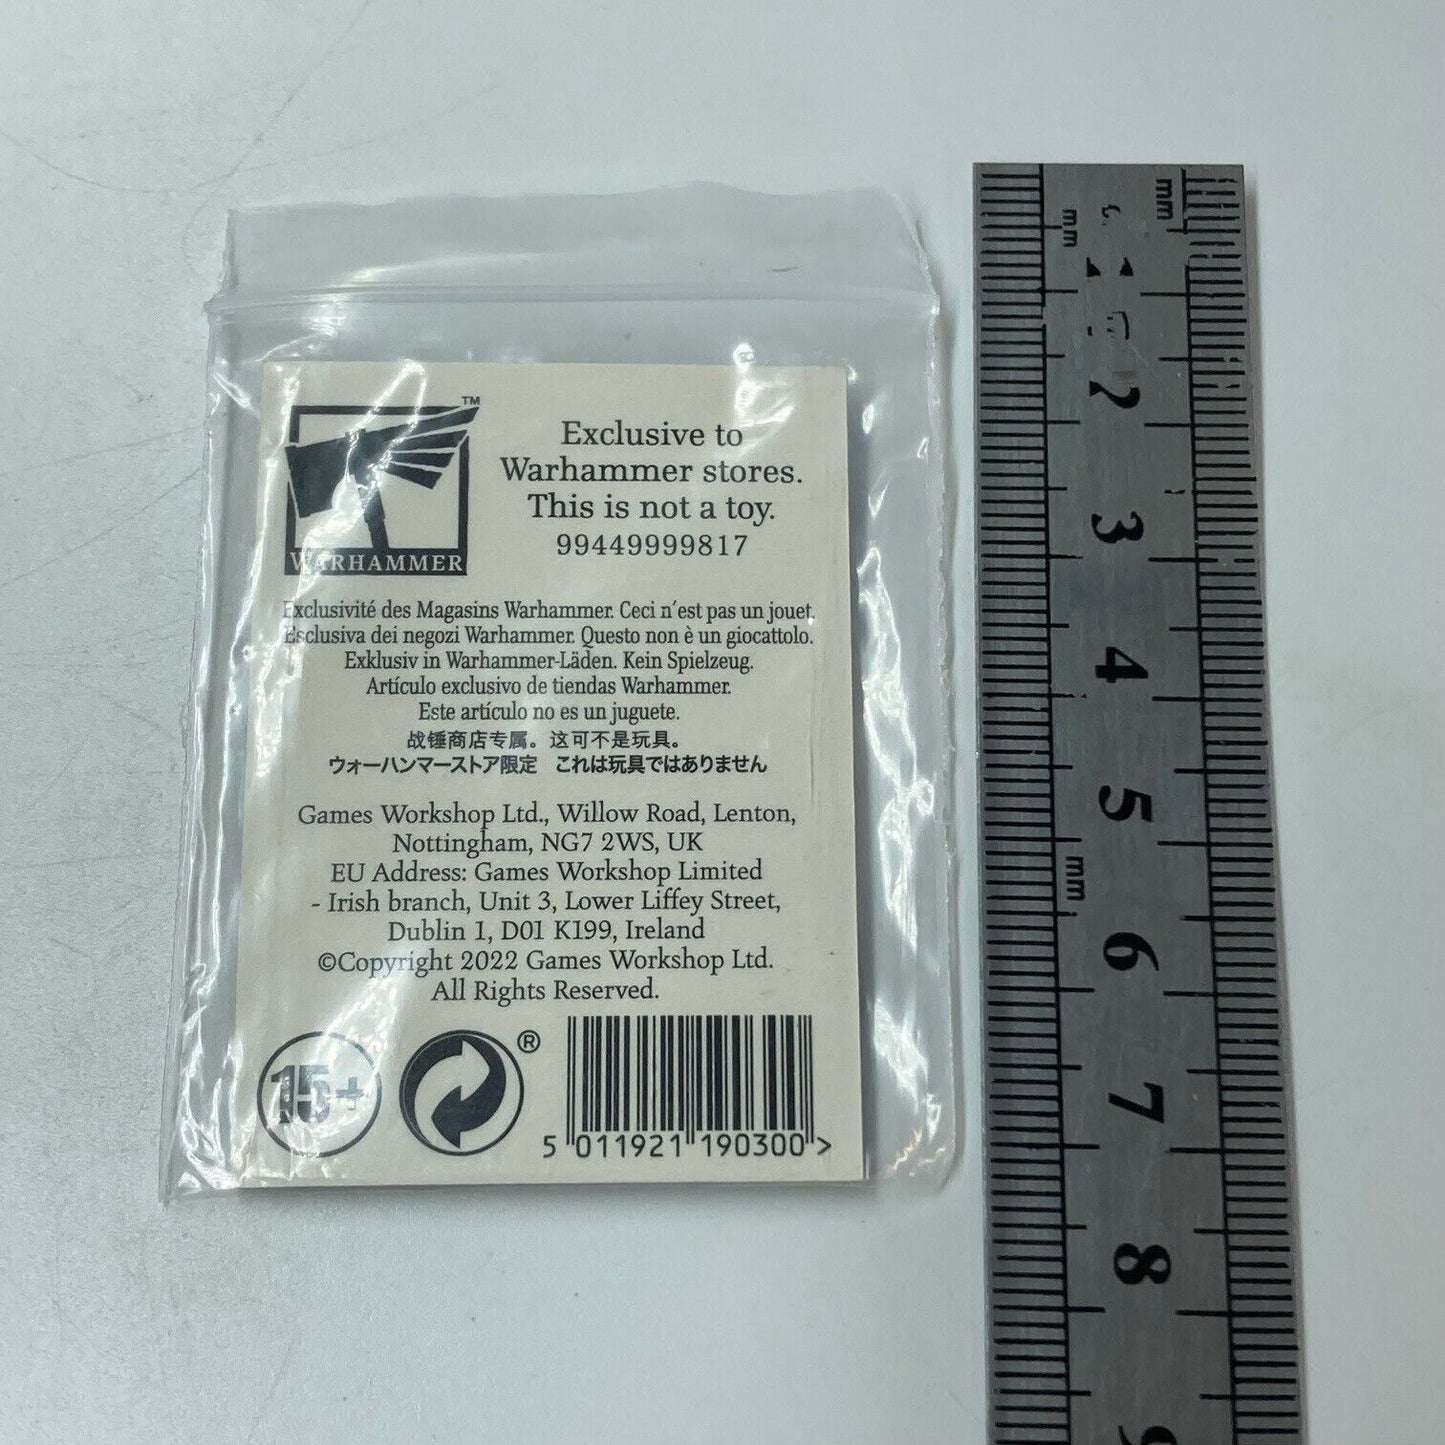 TM
WARHAMMER
Exclusive to
Warhammer stores.
This is not a toy.
99449999817
Exclusivité des Magasins Warhammer. Ceci n'est pas un jouet.
Esclusiva dei negozi Warhammer. Questo non è un giocattolo.
Exklusiv in Warhammer-Läden. Kein Spielzeug.
Artículo exclusivo de tiendas Warhammer.
Este artículo no es un juguete.
战锤商店专属。这可不是玩具。
ウォーハンマーストア限定 これは玩具ではありません
Games Workshop Ltd., Willow Road, Lenton,
Nottingham, NG7 2WS, UK
EU Address: Games Workshop Limited
- Irish branch, Unit 3, Lower Liffey Street,
Dublin 1, D01 K199, Ireland
©Copyright 2022 Games Workshop Ltd.
All Rights Reserved.
15+
®
5 011921 190300 >
mm
mm
2
3
4
5
mm
6
7
8
9